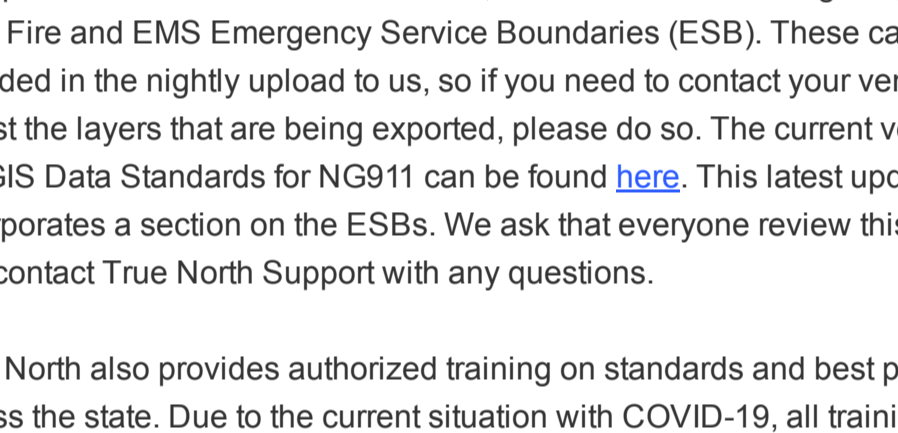 Fire and EMS Emergency Service Boundaries (ESB). These ca
ded in the nightly upload to us, so if you need to contact your ver
st the layers that are being exported, please do so. The current v
GIS Data Standards for NG911 can be found here. This latest upd
porates a section on the ESBs. We ask that everyone review this
contact True North Support with any questions.
North also provides authorized training on standards and best p
ss the state. Due to the current situation with COVID-19, all traini